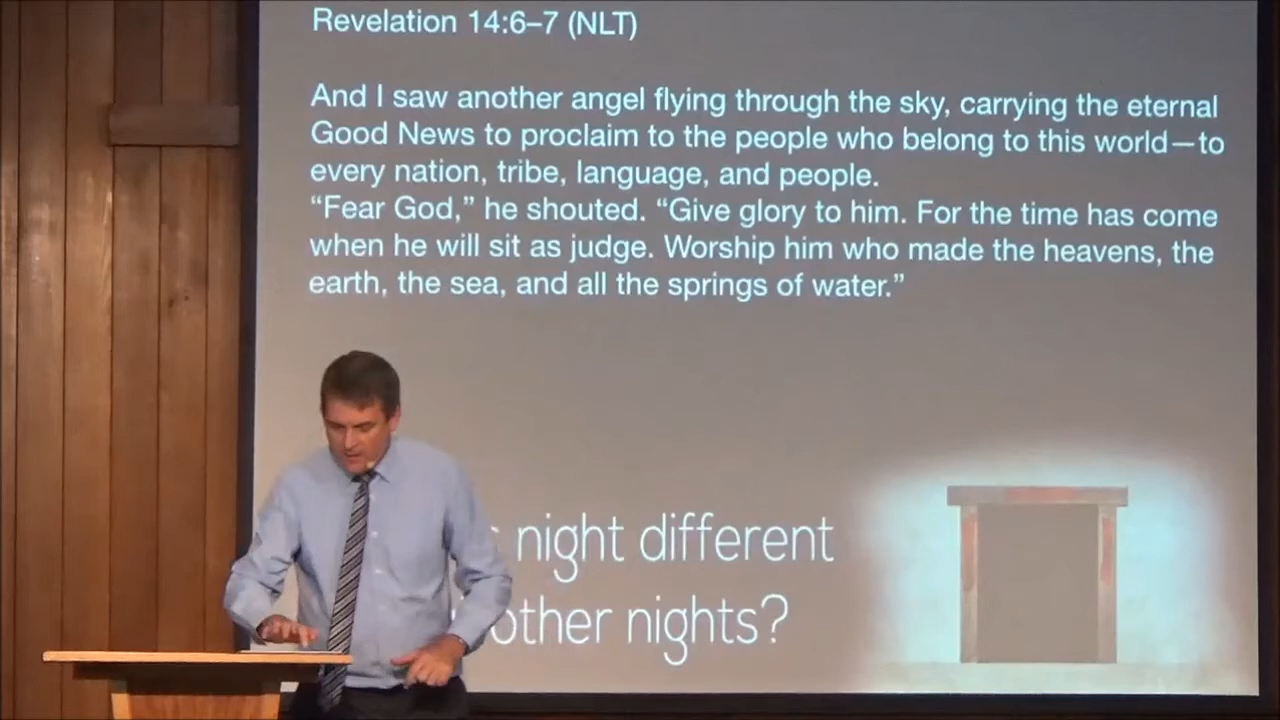 Revelation 14:6–7 (NLT)
And I saw another angel flying through the sky, carrying the eternal
Good News to proclaim to the people who belong to this world—to
every nation, tribe, language, and people.
“Fear God,” he shouted. “Give glory to him. For the time has come
when he will sit as judge. Worship him who made the heavens, the
earth, the sea, and all the springs of water.”
night different
other nights?